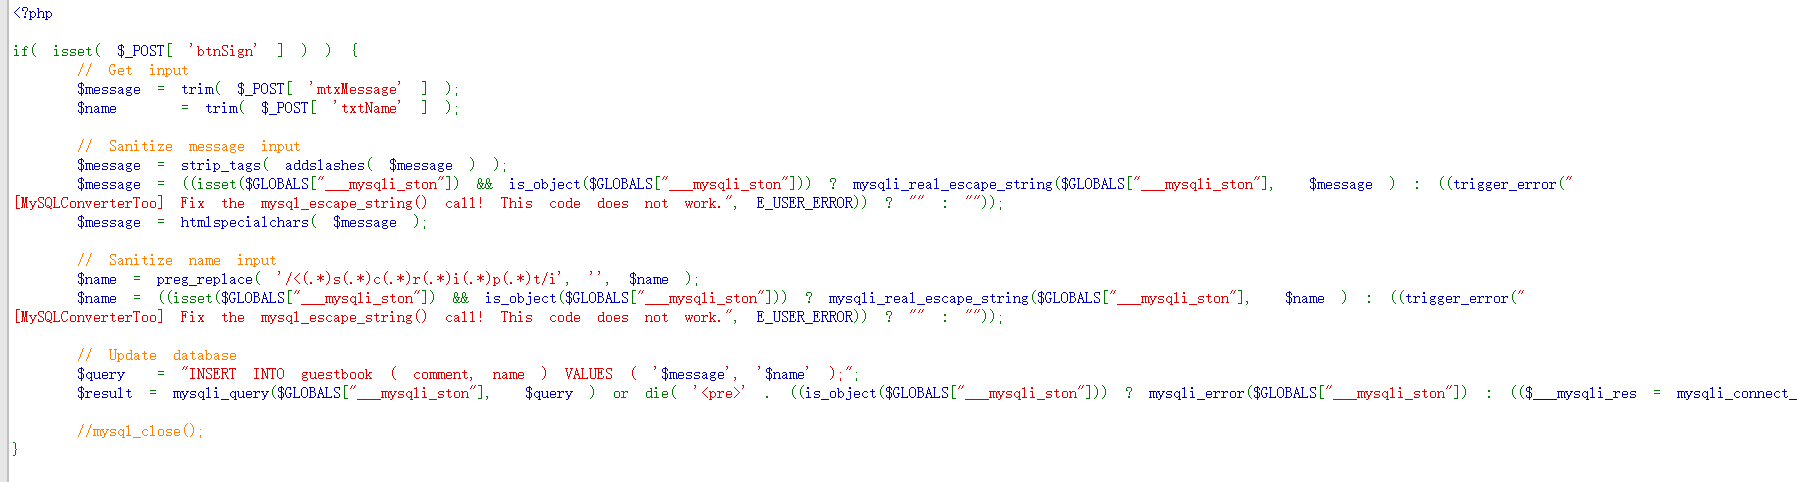 <?php
if( isset( $_POST[ 'btnSign' ] ) ) {
// Get input
$message = trim( $_POST[ 'mtxMessage' ] );
$name = trim( $_POST[ 'txtName' ] );
// Sanitize message input
$message = strip_tags( addslashes( $message ) );
$message = ((isset($GLOBALS["___mysqli_ston"]) && is_object($GLOBALS["___mysqli_ston"])) ? mysqli_real_escape_string($GLOBALS["___mysqli_ston"], $message ) : ((trigger_error("
[MySQLConverterToo] Fix the mysql_escape_string() call! This code does not work.", E_USER_ERROR)) ? "" : ""));
$message = htmlspecialchars( $message );
// Sanitize name input
$name = preg_replace( '/<(.*)s(.*)c(.*)r(.*)i(.*)p(.*)t/i', '', $name );
$name = ((isset($GLOBALS["___mysqli_ston"]) && is_object($GLOBALS["___mysqli_ston"])) ? mysqli_real_escape_string($GLOBALS["___mysqli_ston"], $name ) : ((trigger_error("
[MySQLConverterToo] Fix the mysql_escape_string() call! This code does not work.", E_USER_ERROR)) ? "" : ""));
// Update database
$query = "INSERT INTO guestbook ( comment, name ) VALUES ( '$message', '$name' );";
$result = mysqli_query($GLOBALS["___mysqli_ston"], $query ) or die( '<pre>' . ((is_object($GLOBALS["___mysqli_ston"])) ? mysqli_error($GLOBALS["___mysqli_ston"]) : (($___mysqli_res = mysqli_connect_
//mysql_close();
}